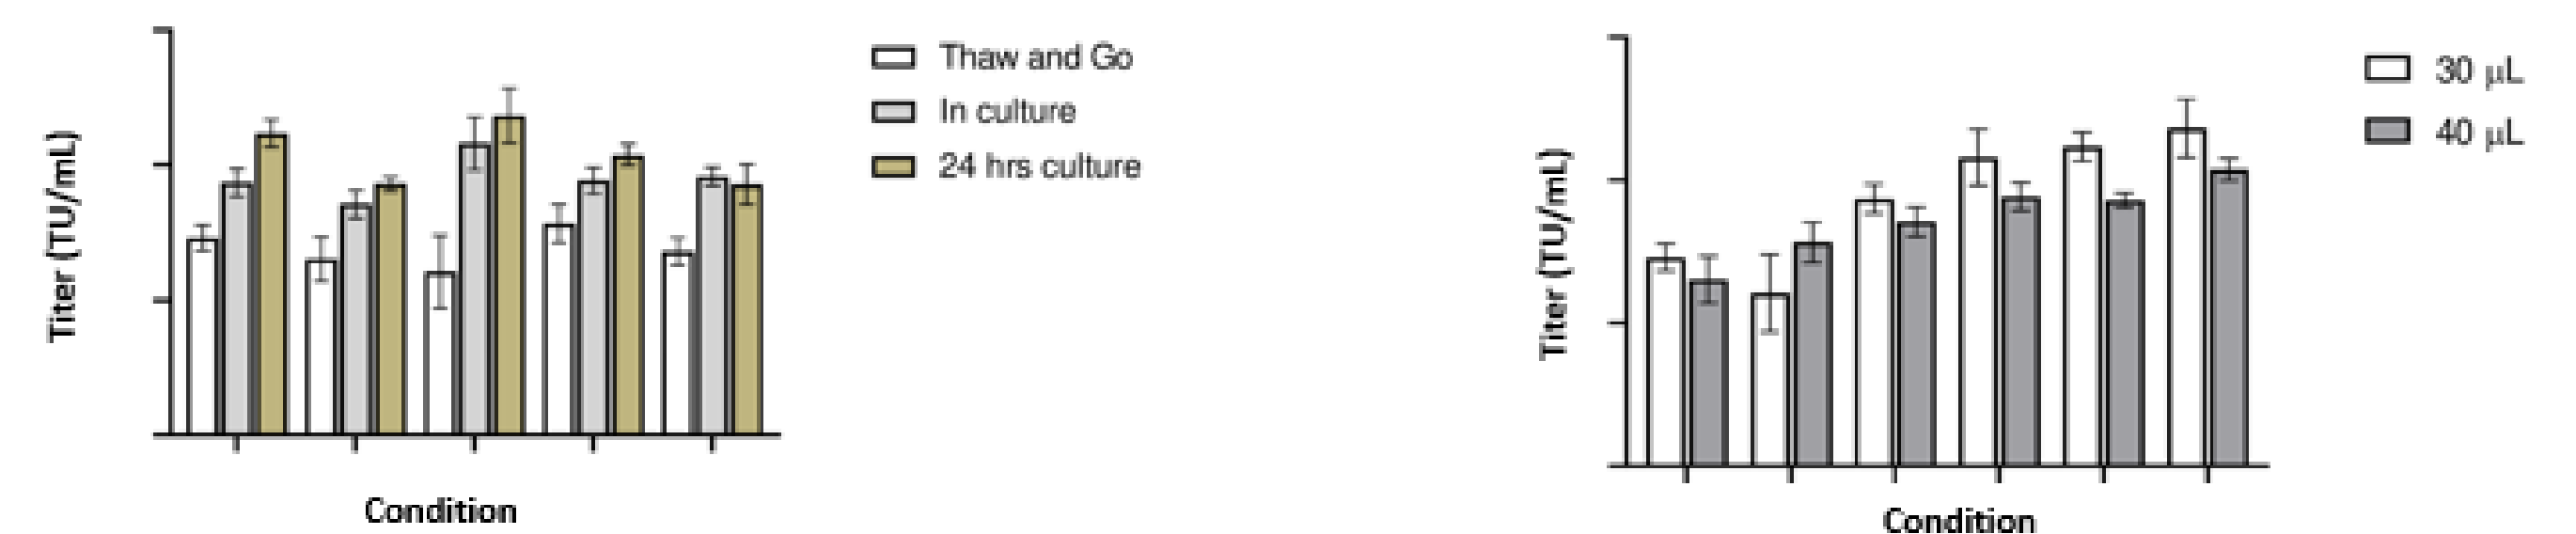 Titer (TU/mL)
Thaw and Go
In culture
24 hrs culture
Condition
Titer (TU/mL)
30 µL
40 µL
Condition